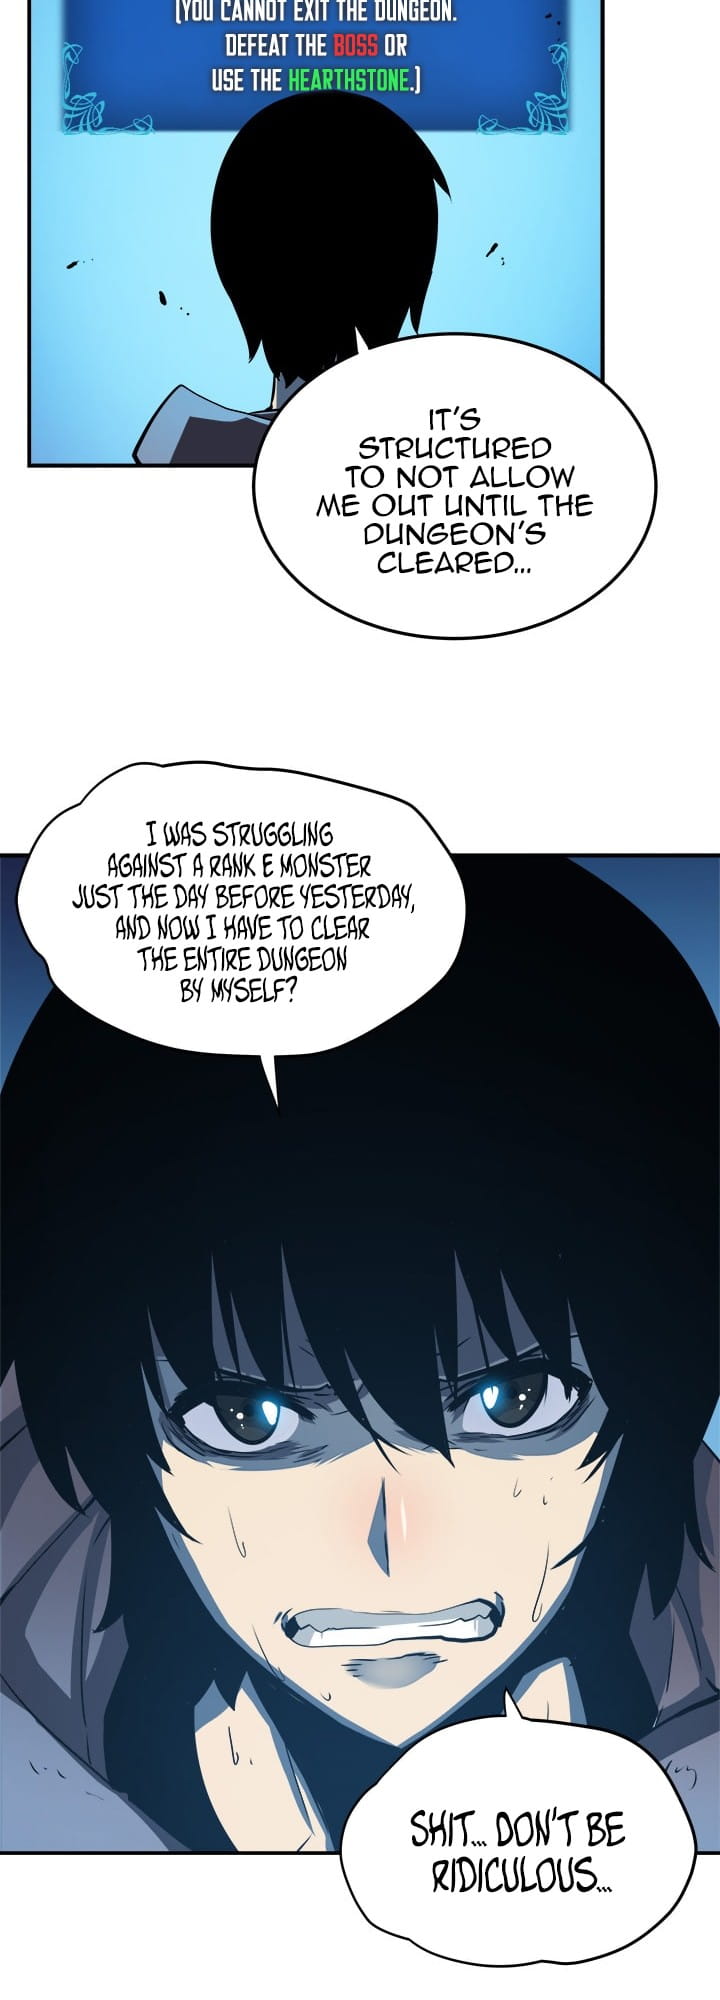 [YOU CANNOT EXIT THE DUNGEON.
DEFEAT THE BOSS OR
USE THE HEARTHSTONE.]
IT'S
STRUCTURED
TO NOT ALLOW
ME OUT UNTIL THE
DUNGEON'S
CLEARED...
I WAS STRUGGLING
AGAINST A RANK E MONSTER
JUST THE DAY BEFORE YESTERDAY,
AND NOW I HAVE TO CLEAR
THE ENTIRE DUNGEON
BY MYSELF?
SHIT... DON'T BE
RIDICULOUS...